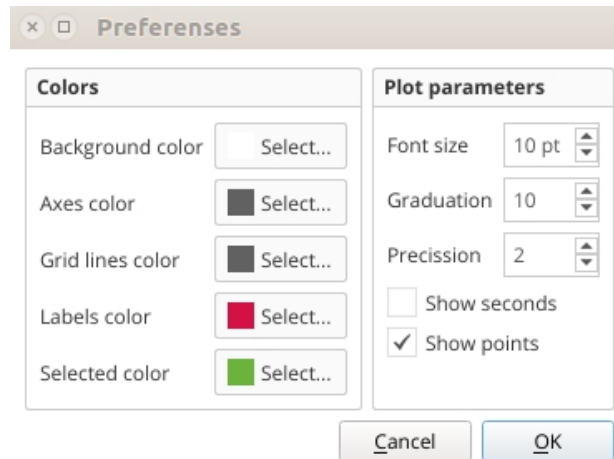 Preferenses
Colors
Background color Select...
Axes color Select...
Grid lines color Select...
Labels color Select...
Selected color Select...
Plot parameters
Font size 10 pt
Graduation 10
Precission 2
Show seconds
Show points
Cancel OK